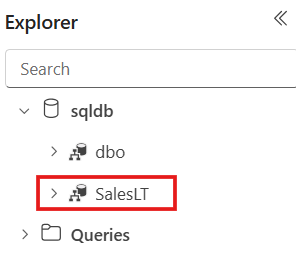 Explorer
Search
sqldb
dbo
SalesLT
Queries